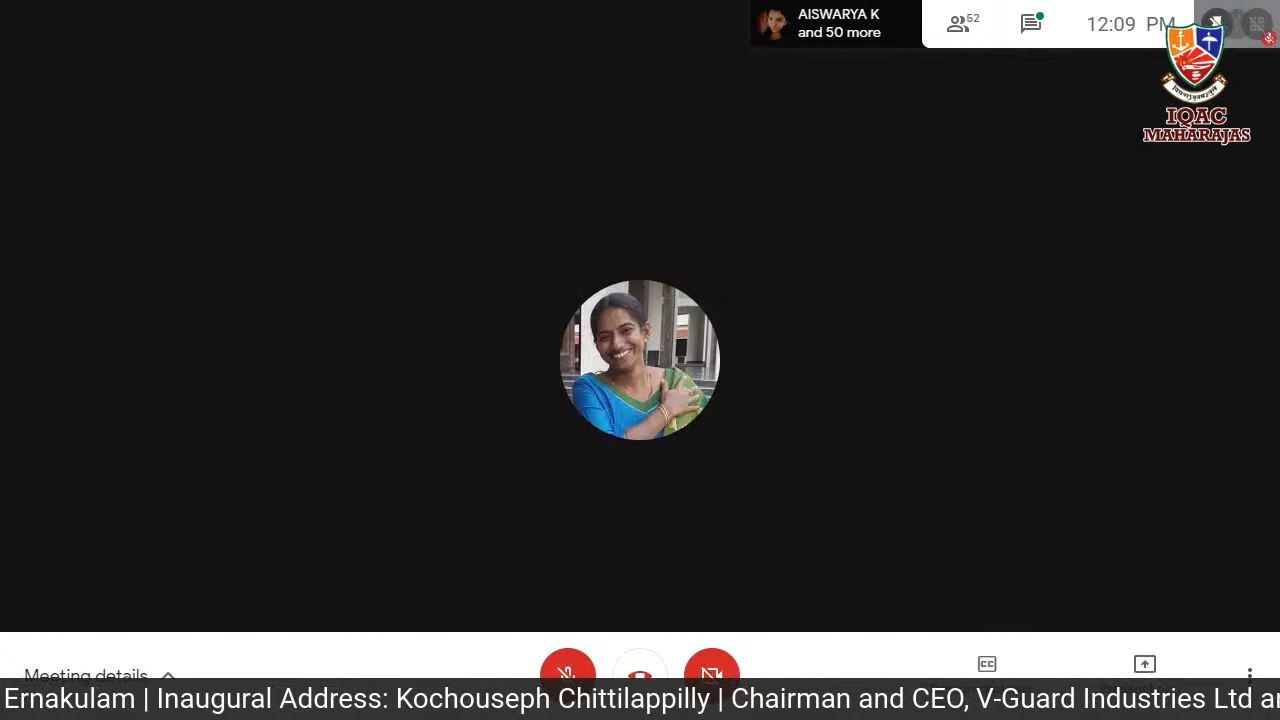 AISWARYA K
and 50 more
52
12:09 PM
IQAC
MAHARAJAS
Meeting details
CC
Ernakulam | Inaugural Address: Kochouseph Chittilappilly | Chairman and CEO, V-Guard Industries Ltd a